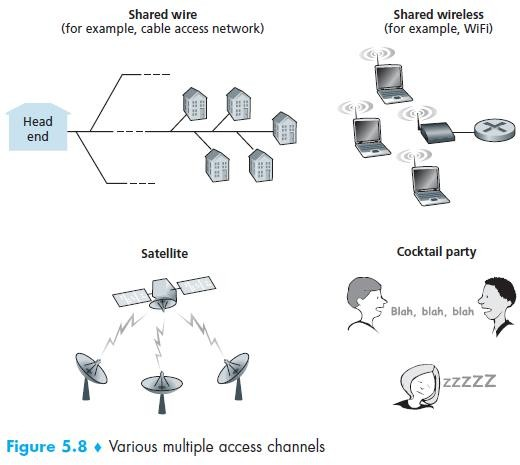 Shared wire
(for example, cable access network)
Shared wireless
(for example, WiFi)
Head
end
Satellite
Cocktail party
Blah, blah, blah
zzzzz
Figure 5.8 ♦ Various multiple access channels